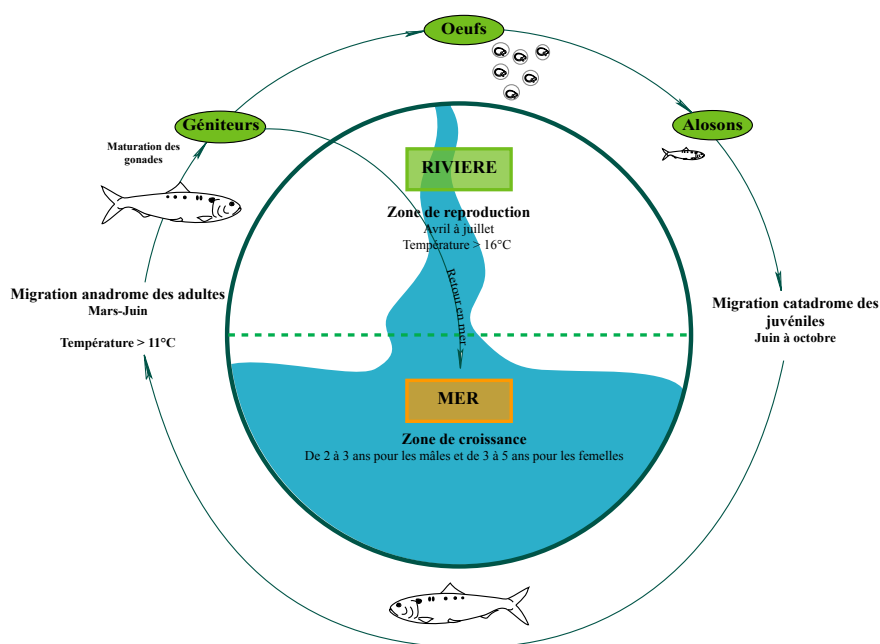 Oeufs
Géniteurs
Alosons
Maturation des
gonades
RIVIERE
Zone de reproduction
Avril à juillet
Température > 16°C
Retour en mer
Migration anadrome des adultes
Mars-Juin
Température > 11°C
Migration catadrome des
juvéniles
Juin à octobre
MER
Zone de croissance
De 2 à 3 ans pour les mâles et de 3 à 5 ans pour les femelles